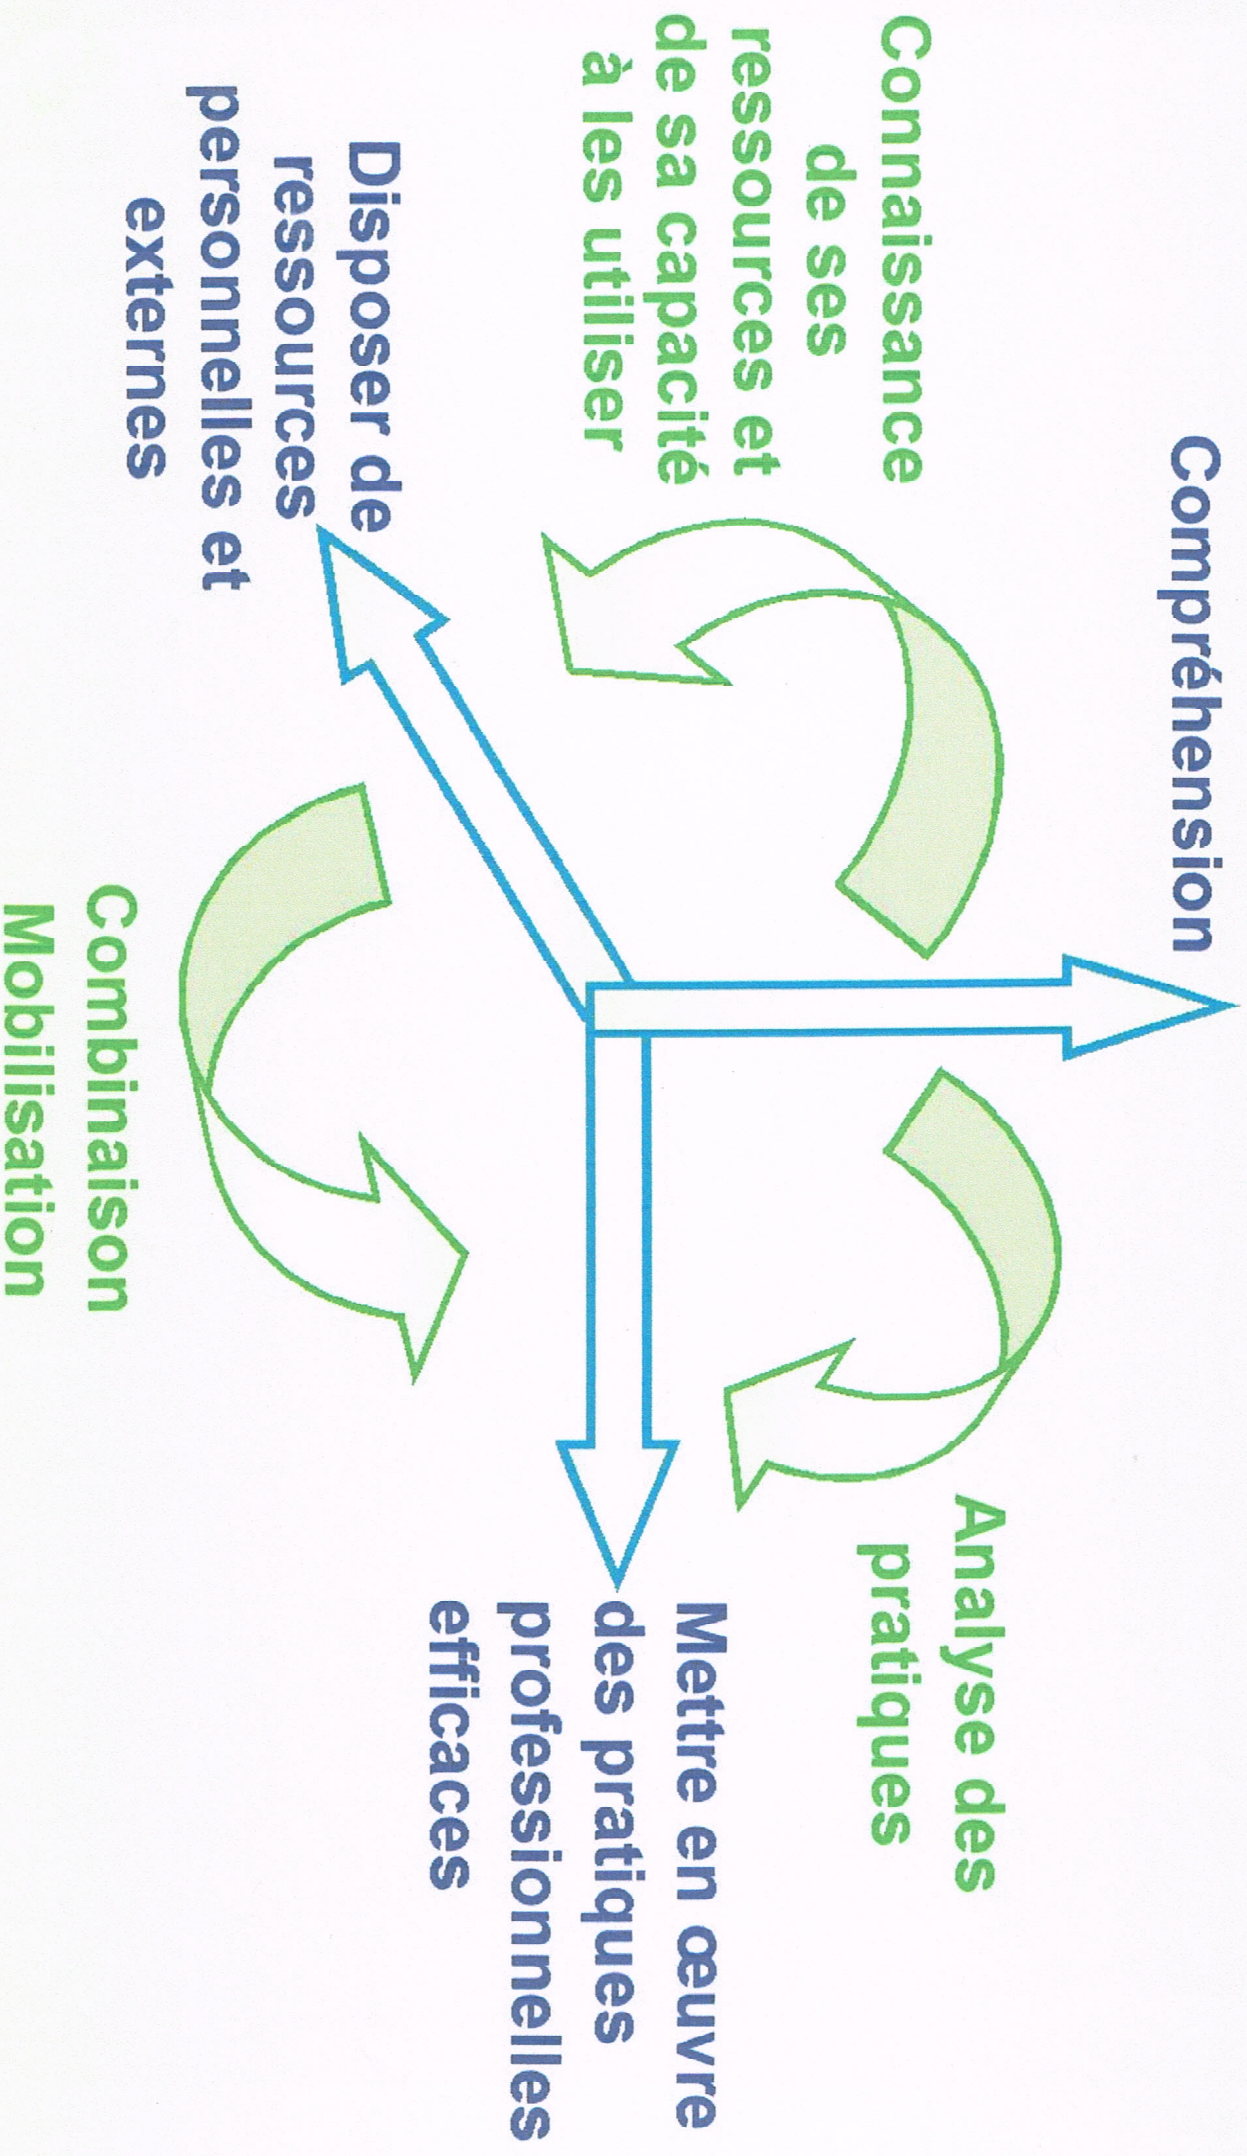 Compréhension
Connaissance
de ses
ressources et
de sa capacité
à les utiliser
Analyse des
pratiques
Disposer de
ressources
personnelles et
externes
Mettre en œuvre
des pratiques
professionnelles
efficaces
Combinaison
Mobilisation